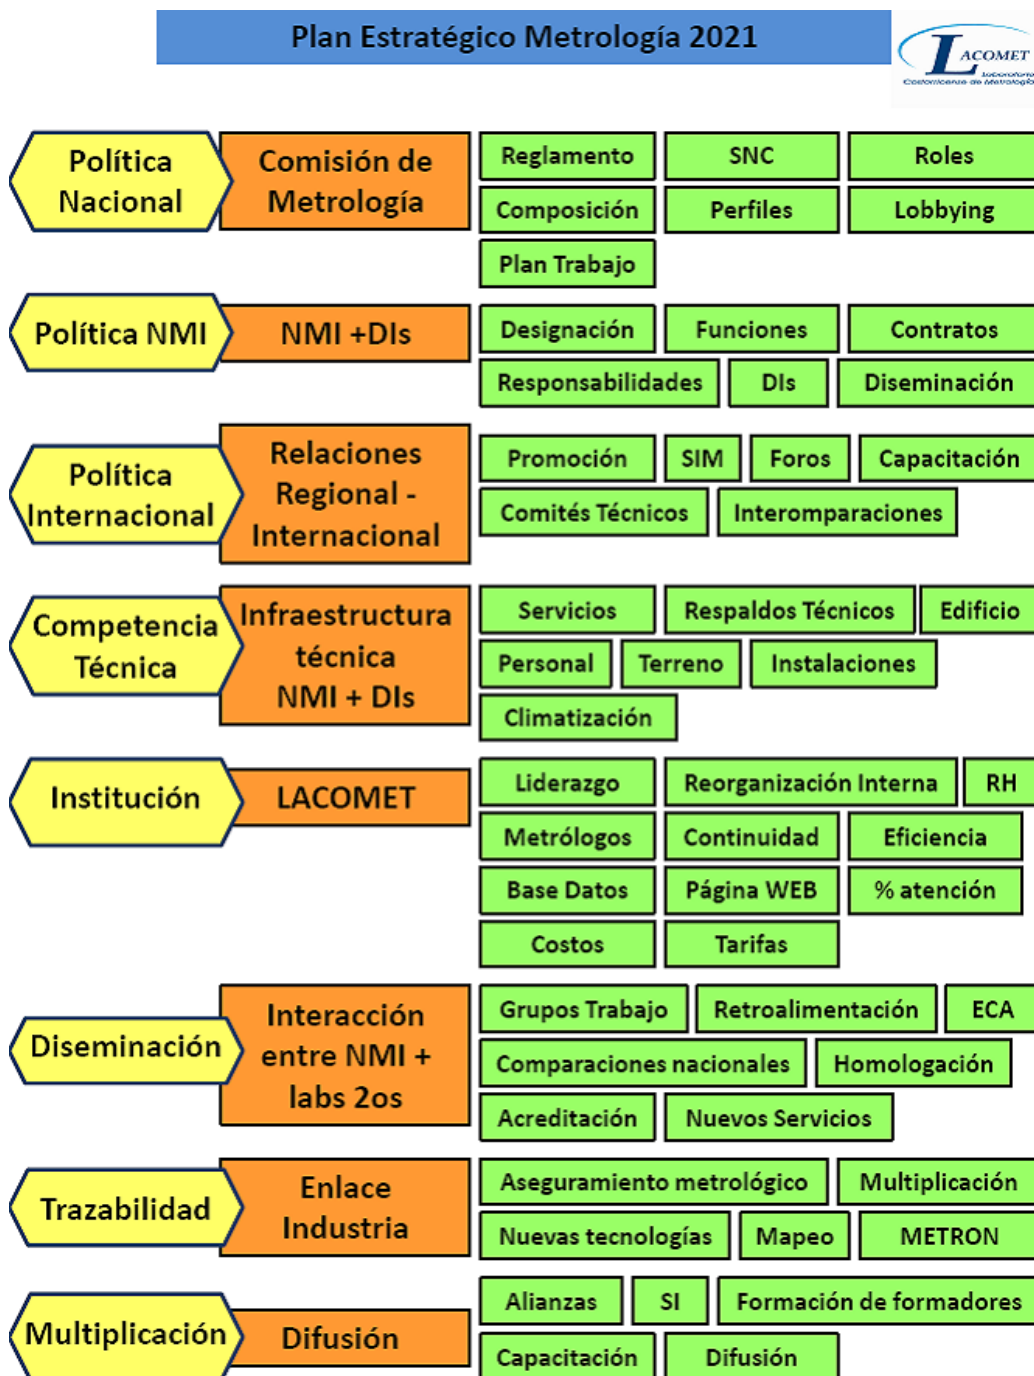 Plan Estratégico Metrología 2021
LACOMET
Laboratorio
Costarricense de Metrología
Política
Nacional
Comisión de
Metrología
Reglamento
SNC
Roles
Composición
Perfiles
Lobbying
Plan Trabajo
Política NMI
NMI +DIs
Designación
Funciones
Contratos
Responsabilidades
DIs
Diseminación
Política
Internacional
Relaciones
Regional -
Internacional
Promoción
SIM
Foros
Capacitación
Comités Técnicos
Interomparaciones
Competencia
Técnica
Infraestructura
técnica
NMI + DIs
Servicios
Respaldos Técnicos
Edificio
Personal
Terreno
Instalaciones
Climatización
Institución
LACOMET
Liderazgo
Reorganización Interna
RH
Metrólogos
Continuidad
Eficiencia
Base Datos
Página WEB
% atención
Costos
Tarifas
Diseminación
Interacción
entre NMI +
labs 2os
Grupos Trabajo
Retroalimentación
ECA
Comparaciones nacionales
Homologación
Acreditación
Nuevos Servicios
Trazabilidad
Enlace
Industria
Aseguramiento metrológico
Multiplicación
Nuevas tecnologías
Mapeo
METRON
Multiplicación
Difusión
Alianzas
SI
Formación de formadores
Capacitación
Difusión